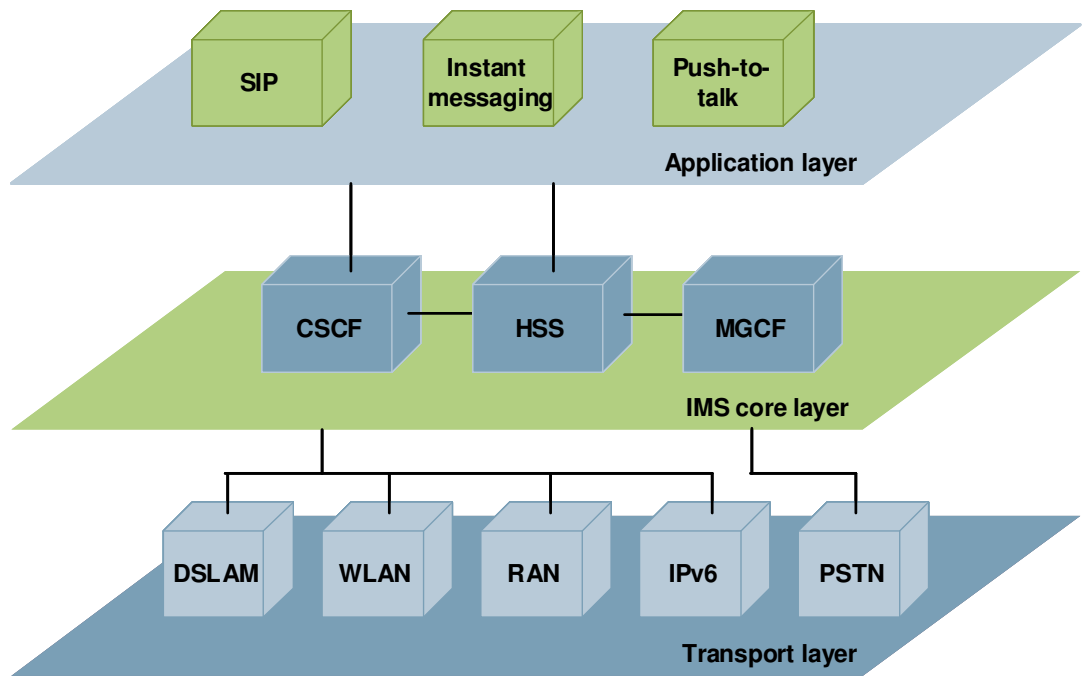 SIP
Instant
messaging
Push-to-
talk
Application layer
CSCF
HSS
MGCF
IMS core layer
DSLAM
WLAN
RAN
IPv6
PSTN
Transport layer